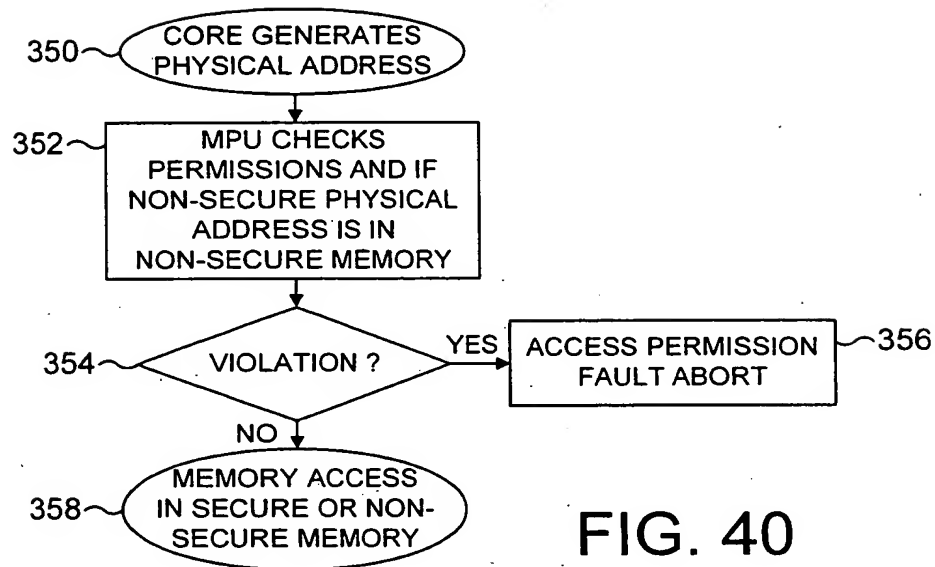 350
CORE GENERATES
PHYSICAL ADDRESS
352
MPU CHECKS
PERMISSIONS AND IF
NON-SECURE PHYSICAL
ADDRESS IS IN
NON-SECURE MEMORY
354
VIOLATION ?
YES
ACCESS PERMISSION
FAULT ABORT
356
NO
358
MEMORY ACCESS
IN SECURE OR NON-
SECURE MEMORY
FIG. 40